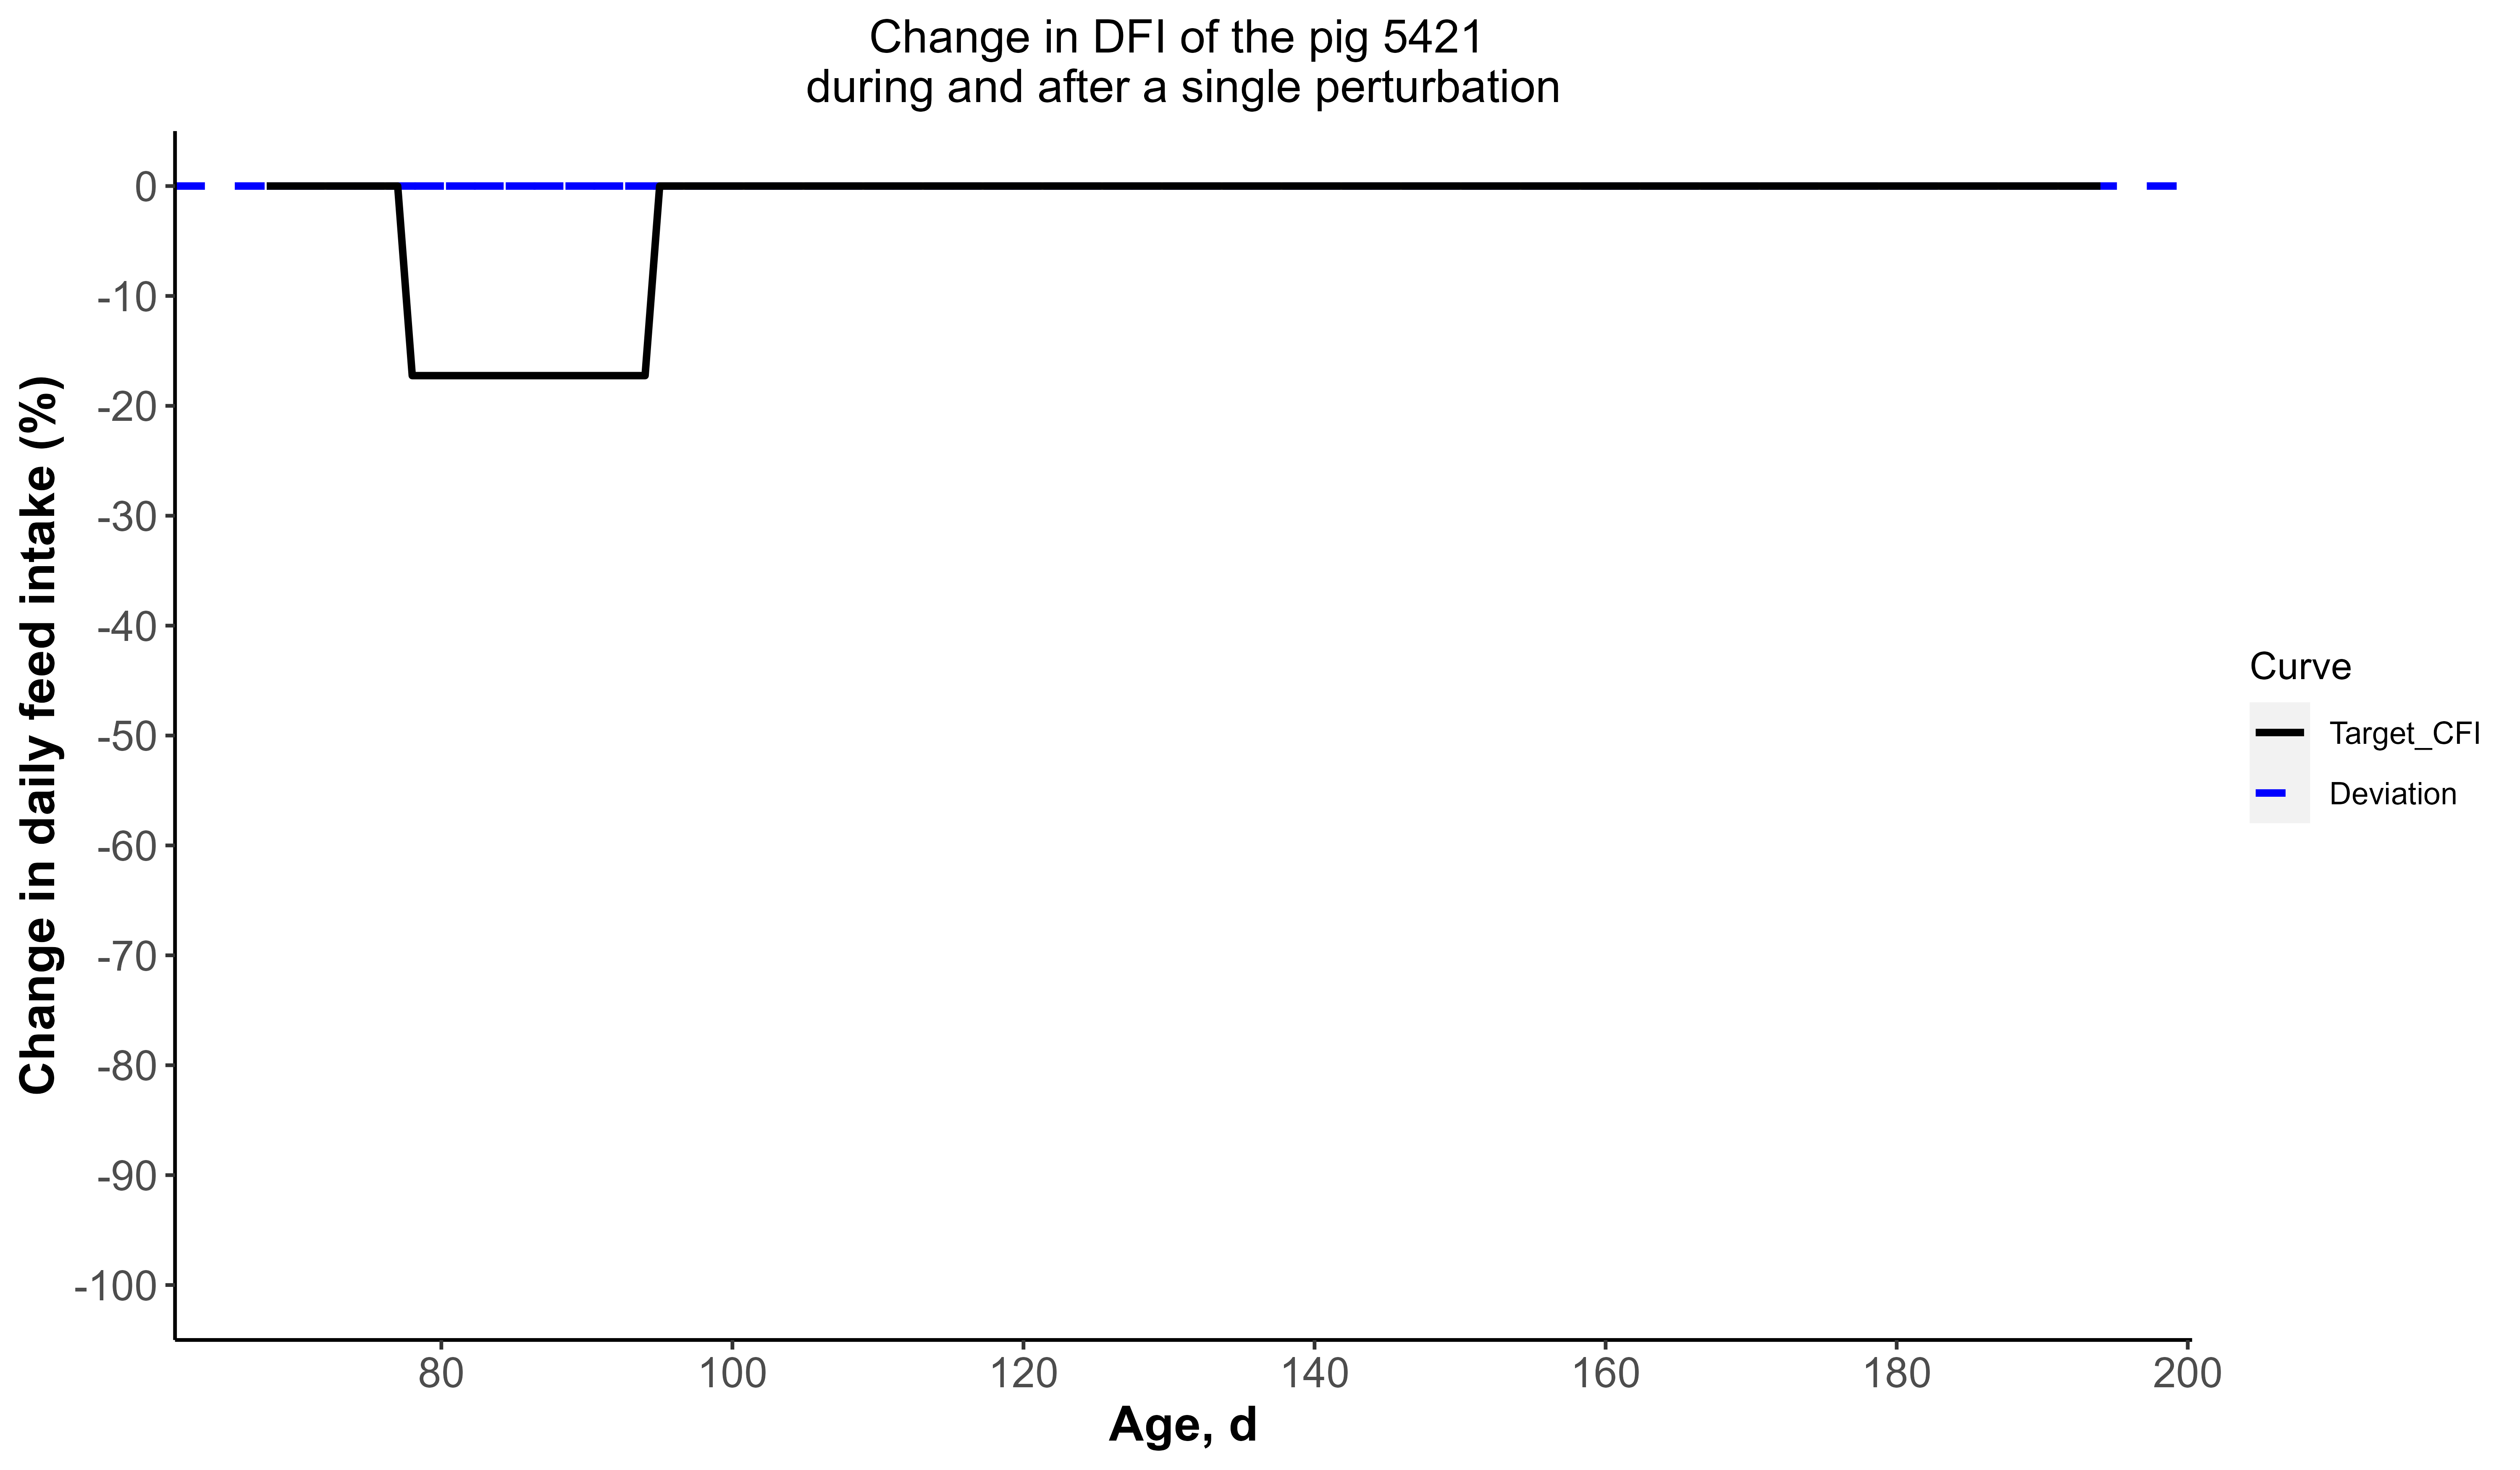 Change in DFI of the pig 5421
during and after a single perturbation
Change in daily feed intake (%)
0
-10
-20
-30
-40
-50
-60
-70
-80
-90
-100
80
100
120
140
160
180
200
Age, d
Curve
Target_CFI
Deviation